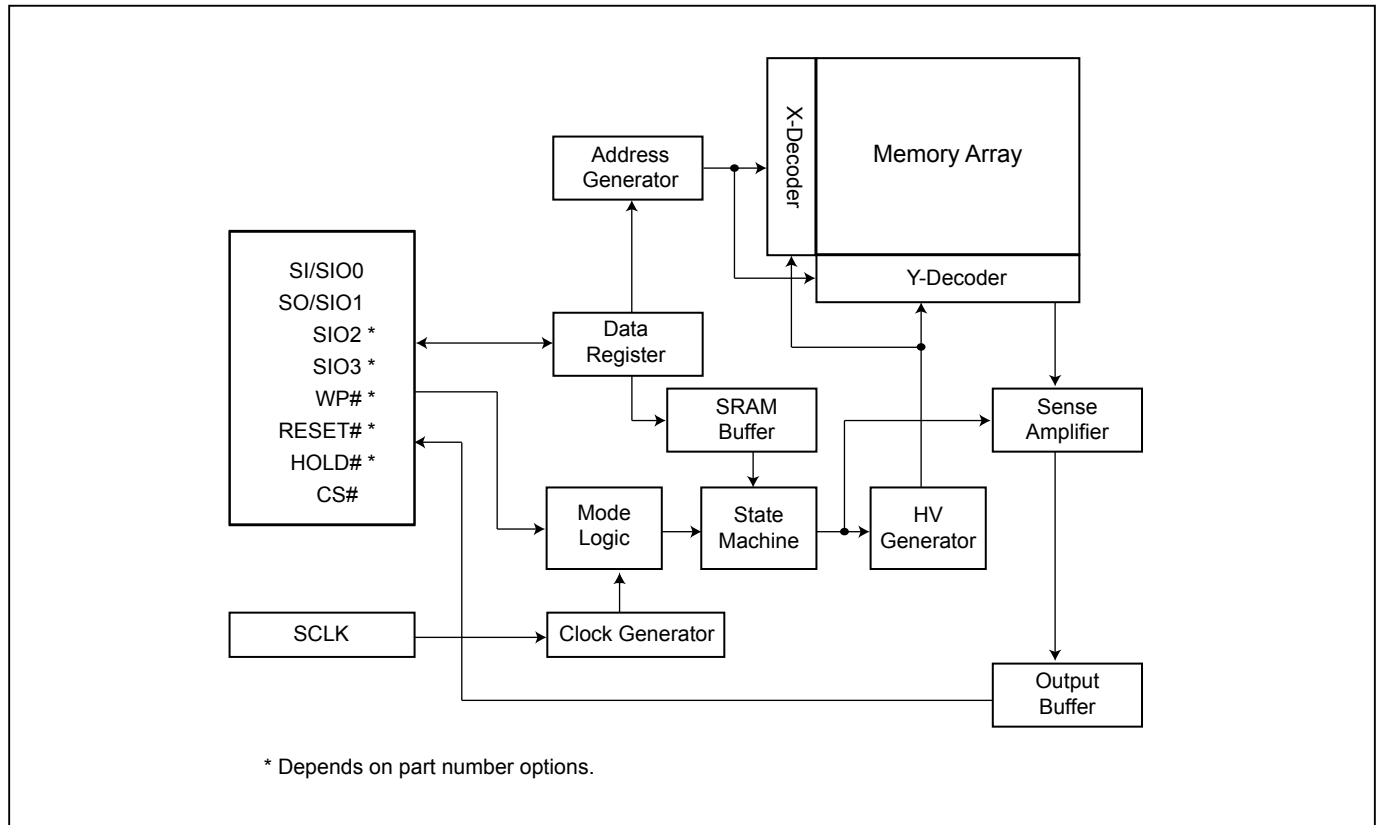 X-Decoder
Memory Array
Address
Generator
Y-Decoder
SI/SIO0
SO/SIO1
SIO2 *
SIO3 *
WP# *
RESET# *
HOLD# *
CS#
Data
Register
SRAM
Buffer
Sense
Amplifier
Mode
Logic
State
Machine
HV
Generator
SCLK
Clock Generator
Output
Buffer
* Depends on part number options.